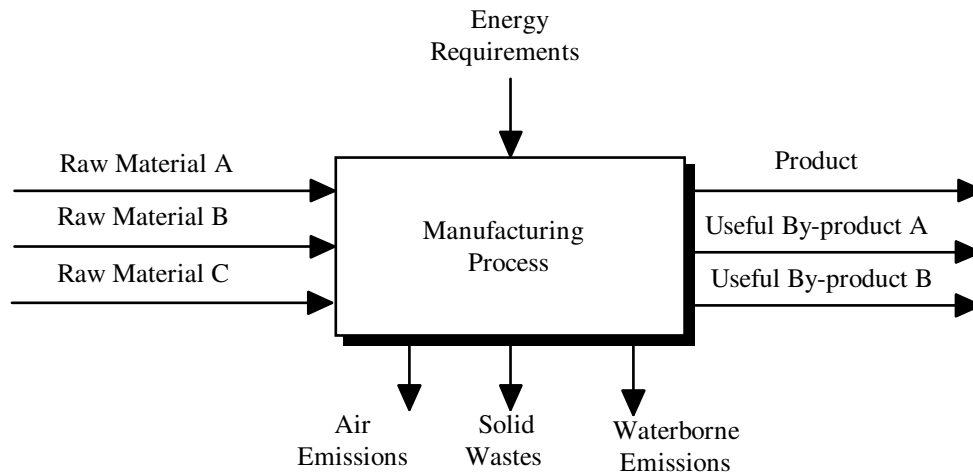 Energy
Requirements
Raw Material A
Raw Material B
Raw Material C
Manufacturing
Process
Product
Useful By-product A
Useful By-product B
Air
Emissions
Solid
Wastes
Waterborne
Emissions